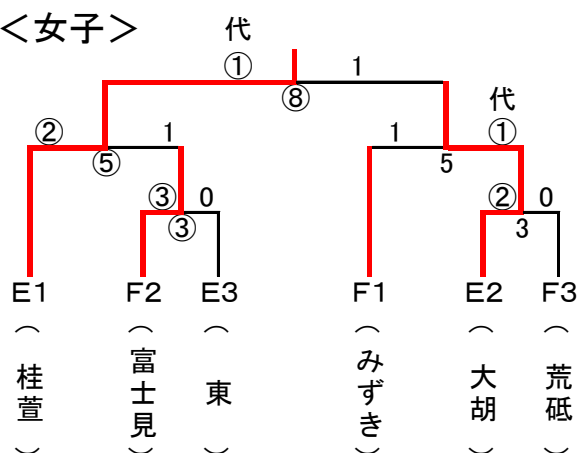 ＜女子＞
代
① 1
⑧
代
② 1 1 ①
⑤ 5
③ 0 ② 0
③ 3
E1 F2 E3 F1 E2 F3
（桂萱） （富士見） （東） （みずき） （大胡） （荒砥）